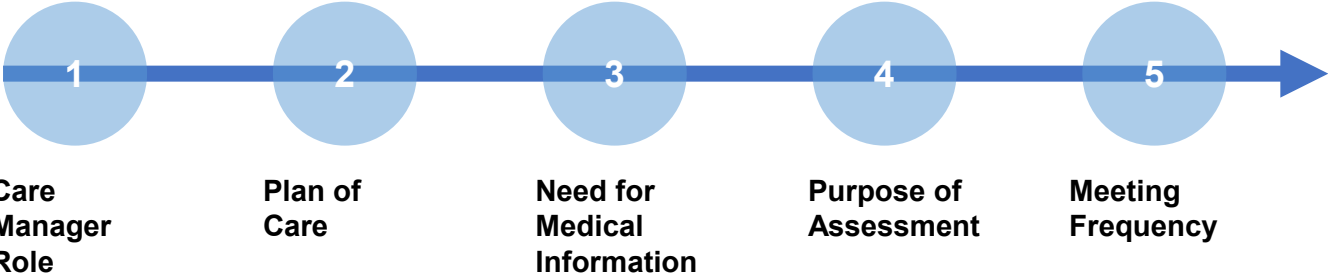 1
2
3
4
5
Care
Manager
Role
Plan of
Care
Need for
Medical
Information
Purpose of
Assessment
Meeting
Frequency